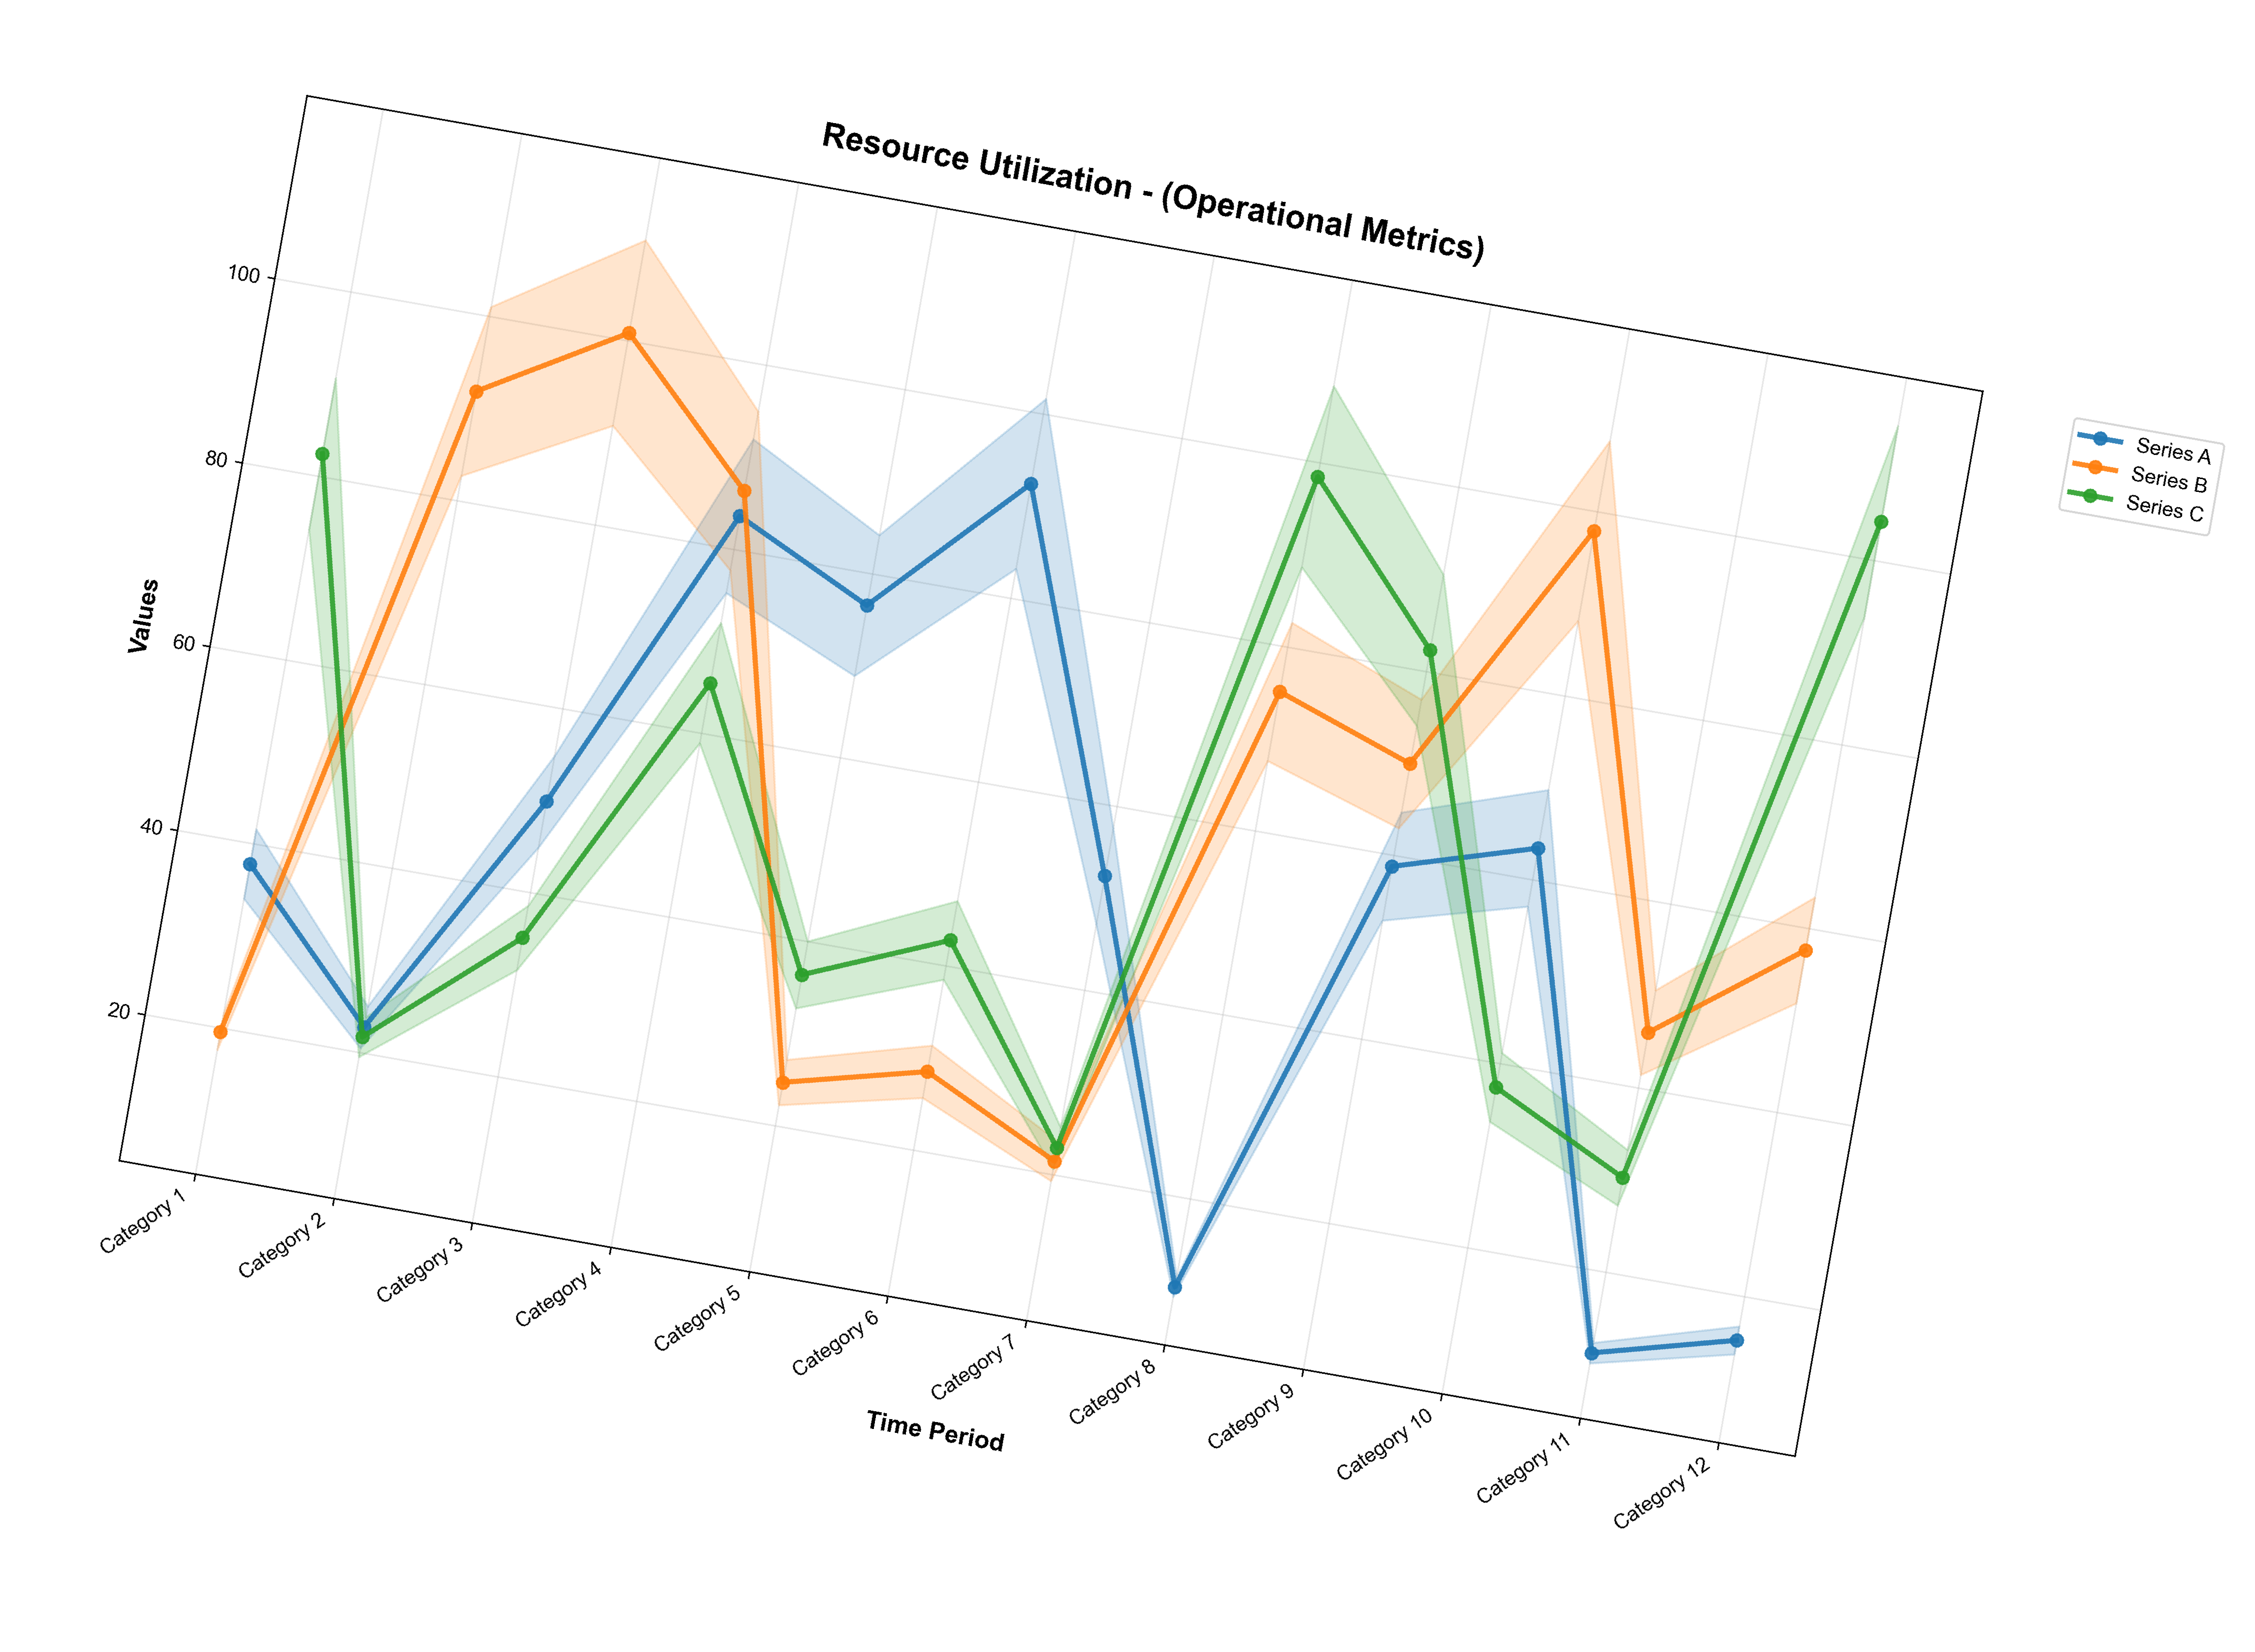 Resource Utilization - (Operational Metrics)
Values
100
80
60
40
20
Category 1
Category 2
Category 3
Category 4
Category 5
Category 6
Category 7
Category 8
Category 9
Category 10
Category 11
Category 12
Time Period
Series A
Series B
Series C